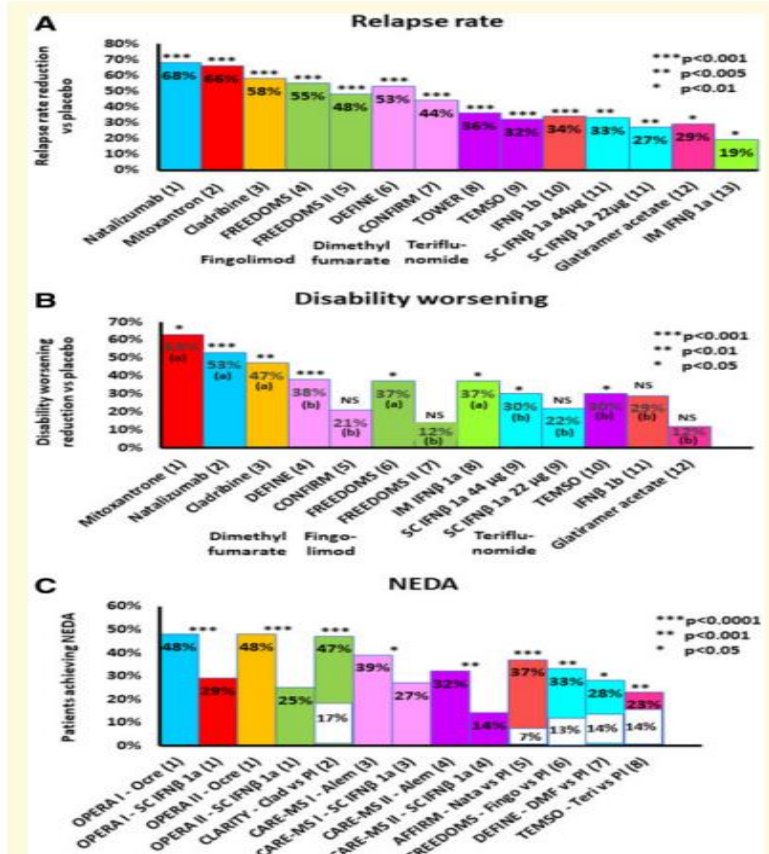 A
Relapse rate
Relapse rate reduction
vs placebo
80%
70%
60%
50%
40%
30%
20%
10%
0%
*** *** *** *** *** *** *** *** *** *** ** ** * *
68% 66% 58% 55% 48% 53% 44% 36% 32% 34% 33% 27% 29% 19%
***p<0.001
** p<0.005
* p<0.01
Natalizumab (1)
Mitoxantron (2)
Cladribine (3)
FREEDOMS (4)
FREEDOMS II (5)
DEFINE (6)
CONFIRM (7)
TOWER (8)
TEMSO (9)
IFNβ 1b (10)
SC IFNβ 1a 44µg (11)
SC IFNβ 1a 22µg (11)
Glatiramer acetate (12)
IM IFNβ 1a (13)
Fingolimod
Dimethyl
fumarate
Teriflu-
nomide
B
Disability worsening
Disability worsening
reduction vs placebo
70%
60%
50%
40%
30%
20%
10%
0%
* *** ** *** NS * NS * * NS * NS NS
53% 47% 38% 21% 37% 12% 37% 30% 22% 30% 29% 12%
(a) (a) (a) (b) (b) (a) (b) (a) (b) (b) (b) (b) (b)
***p<0.001
** p<0.01
* p<0.05
Mitoxantrone (1)
Natalizumab (2)
Cladribine (3)
DEFINE (4)
CONFIRM (5)
FREEDOMS (6)
FREEDOMS II (7)
IM IFNβ 1a (8)
SC IFNβ 1a 44 µg (9)
SC IFNβ 1a 22 µg (9)
TEMSO (10)
IFNβ 1b (11)
Glatiramer acetate (12)
Dimethyl
fumarate
Fingo-
limod
Teriflu-
nomide
C
NEDA
Patients achieving NEDA
60%
50%
40%
30%
20%
10%
0%
*** *** *** * ** *** ** * **
48% 29% 48% 25% 47% 39% 27% 32% 14% 37% 33% 28% 23%
17% 7% 13% 14% 14%
***p<0.0001
** p<0.001
* p<0.05
OPERA I - Ocre (1)
OPERA I - SC IFNβ 1a (1)
OPERA II - Ocre (1)
OPERA II - SC IFNβ 1a (1)
CLARITY - Clad vs Pl (2)
CARE-MS I - Alem (3)
CARE-MS I - SC IFNβ 1a (3)
CARE-MS II - Alem (4)
CARE-MS II - SC IFNβ 1a (4)
AFFIRM - Nata vs Pl (5)
FREEDOMS - Fingo vs Pl (6)
DEFINE - DMF vs Pl (7)
TEMSO - Teri vs Pl (8)